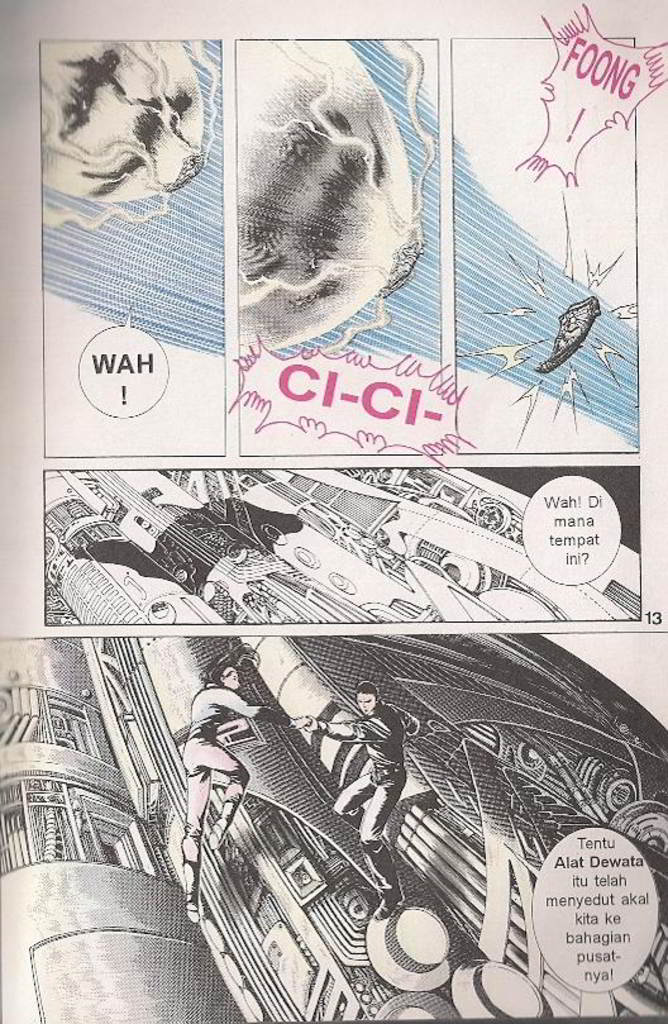 WAH
!
CI-CI-
FOONG
!
Wah! Di
mana
tempat
ini?
13
Tentu
Alat Dewata
itu telah
menyedut akal
kita ke
bahagian
pusat-
nya!